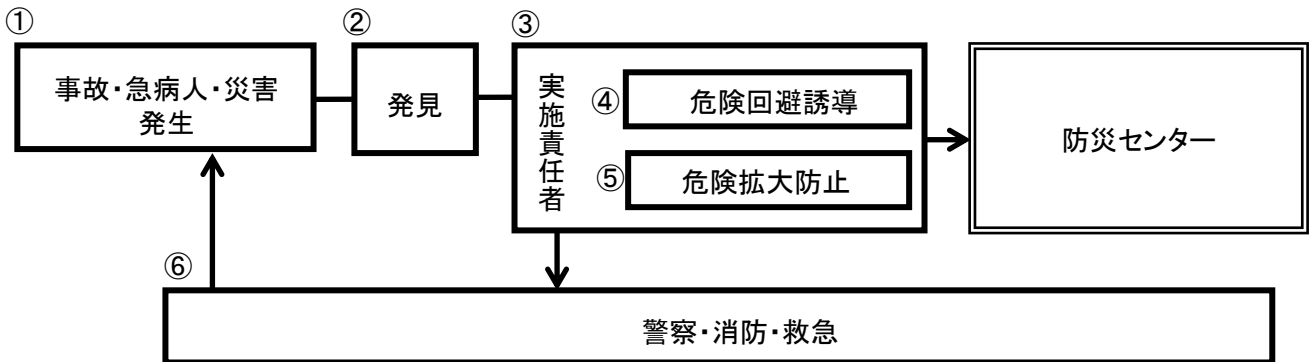 ①
事故・急病人・災害
発生
②
発見
③
実施責任者
④
危険回避誘導
⑤
危険拡大防止
防災センター
⑥
警察・消防・救急